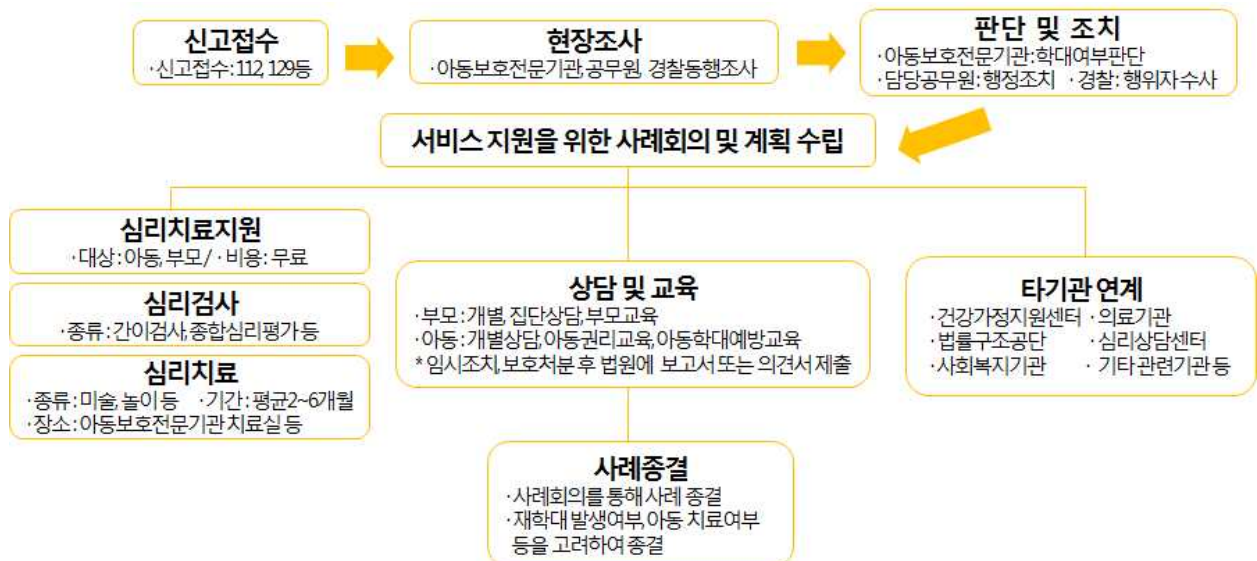 신고접수
·신고접수:112, 129등
현장조사
·아동보호전문기관,공무원, 경찰동행조사
판단 및 조치
·아동보호전문기관:학대여부판단
·담당공무원:행정조치 ·경찰:행위자 수사
서비스 지원을 위한 사례회의 및 계획 수립
심리치료지원
·대상:아동,부모/ ·비용:무료
심리검사
·종류:간이검사,종합심리평가 등
심리치료
·종류:미술,놀이 등 ·기간:평균2~6개월
·장소:아동보호전문기관 치료실 등
상담 및 교육
·부모:개별,집단상담,부모교육
·아동:개별상담,아동권리교육,아동학대예방교육
*임시조치,보호처분 후 법원에 보고서 또는 의견서 제출
타기관 연계
·건강가정지원센터 ·의료기관
·법률구조공단 ·심리상담센터
·사회복지기관 ·기타 관련기관 등
사례종결
·사례회의를 통해 사례 종결
·재학대 발생여부,아동 치료여부
등을 고려하여 종결